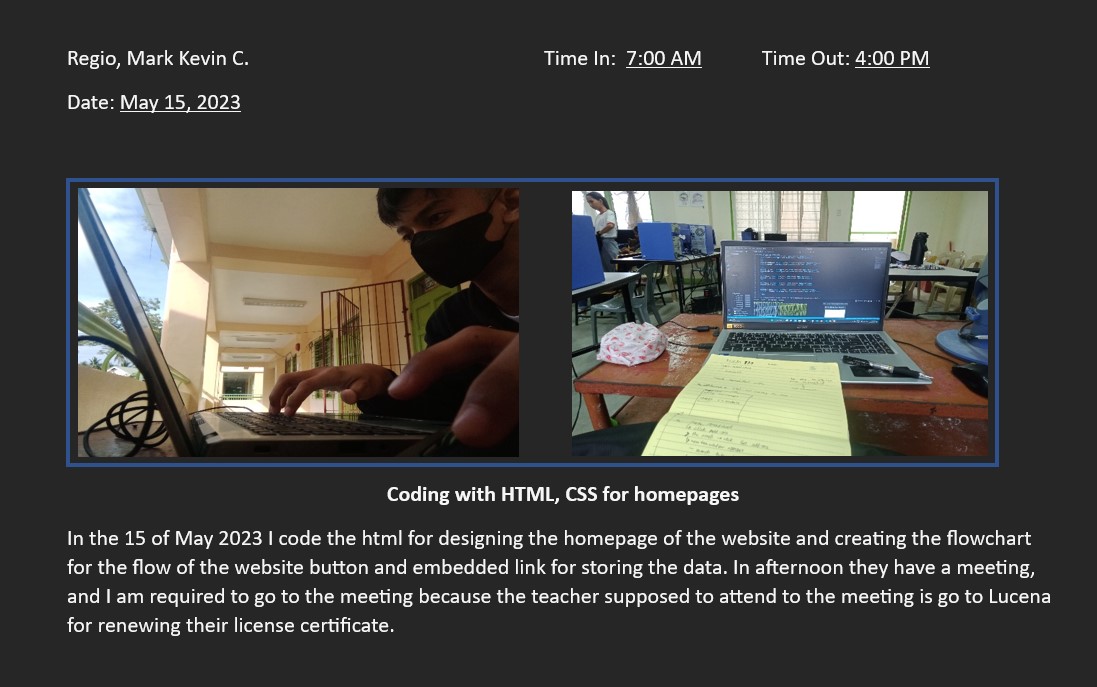 Regio, Mark Kevin C. Time In: 7:00 AM Time Out: 4:00 PM
Date: May 15, 2023
Coding with HTML, CSS for homepages
In the 15 of May 2023 I code the html for designing the homepage of the website and creating the flowchart
for the flow of the website button and embedded link for storing the data. In afternoon they have a meeting,
and I am required to go to the meeting because the teacher supposed to attend to the meeting is go to Lucena
for renewing their license certificate.